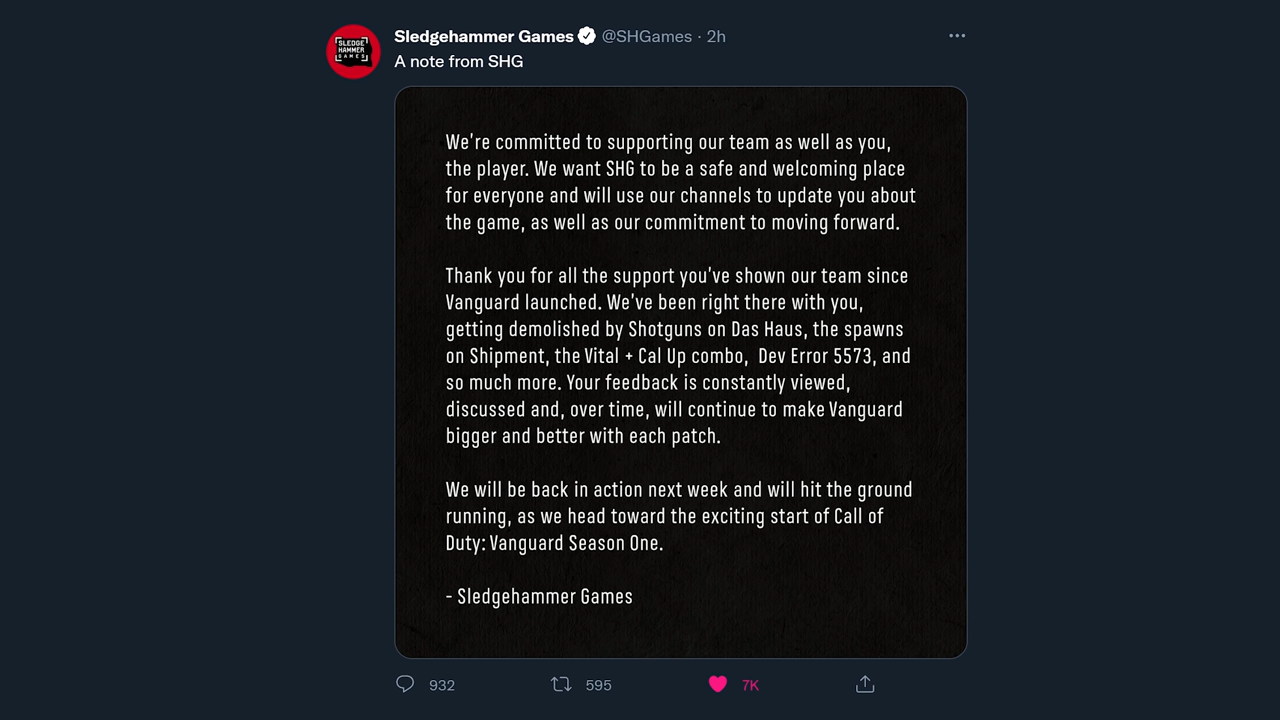 SLEDGE
HAMMER
GAMES
Sledgehammer Games @SHGames · 2h
A note from SHG
We're committed to supporting our team as well as you,
the player. We want SHG to be a safe and welcoming place
for everyone and will use our channels to update you about
the game, as well as our commitment to moving forward.
Thank you for all the support you've shown our team since
Vanguard launched. We've been right there with you,
getting demolished by Shotguns on Das Haus, the spawns
on Shipment, the Vital + Cal Up combo,  Dev Error 5573, and
so much more. Your feedback is constantly viewed,
discussed and, over time, will continue to make Vanguard
bigger and better with each patch.
We will be back in action next week and will hit the ground
running, as we head toward the exciting start of Call of
Duty: Vanguard Season One.
- Sledgehammer Games
932 595 7K